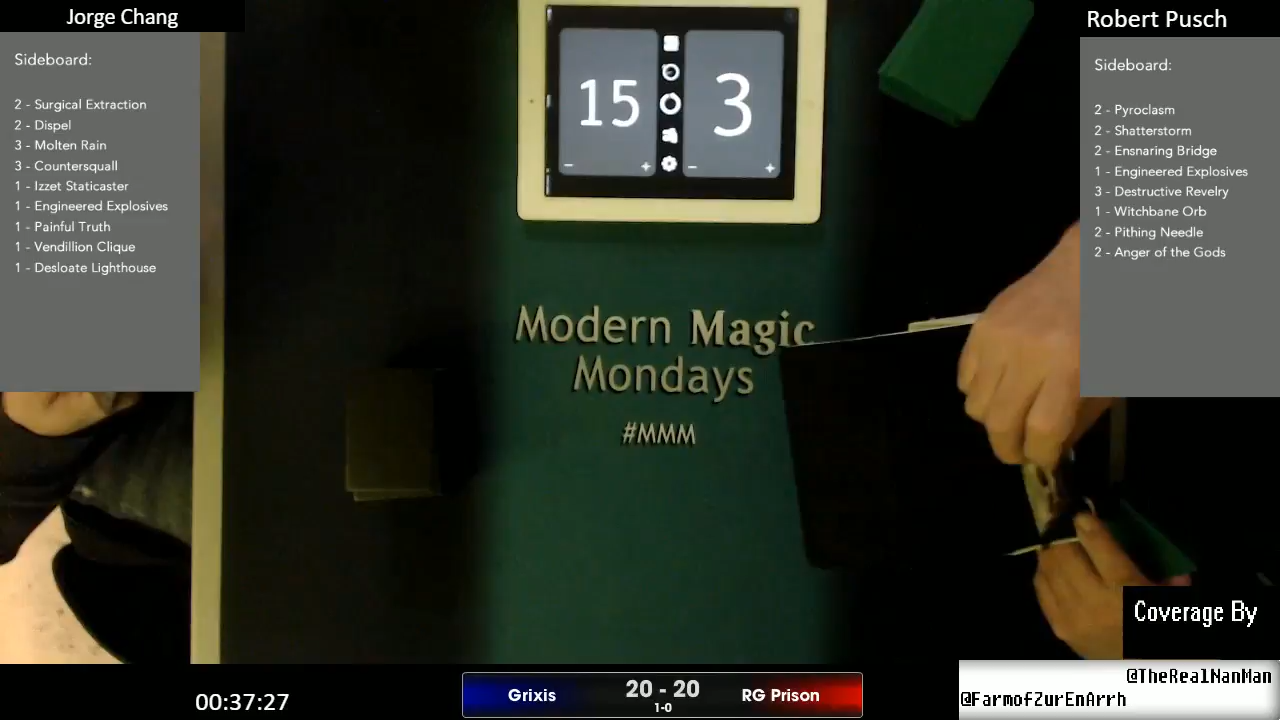 Jorge Chang
Sideboard:
2 - Surgical Extraction
2 - Dispel
3 - Molten Rain
3 - Countersquall
1 - Izzet Staticaster
1 - Engineered Explosives
1 - Painful Truth
1 - Vendillion Clique
1 - Desloate Lighthouse
15 3
- + - +
Modern Magic
Mondays
#MMM
Robert Pusch
Sideboard:
2 - Pyroclasm
2 - Shatterstorm
2 - Ensnaring Bridge
1 - Engineered Explosives
3 - Destructive Revelry
1 - Witchbane Orb
2 - Pithing Needle
2 - Anger of the Gods
Coverage By
@TheRealNanMan
@FarmofZurEnArrh
00:37:27
Grixis 20 - 20 RG Prison
1-0